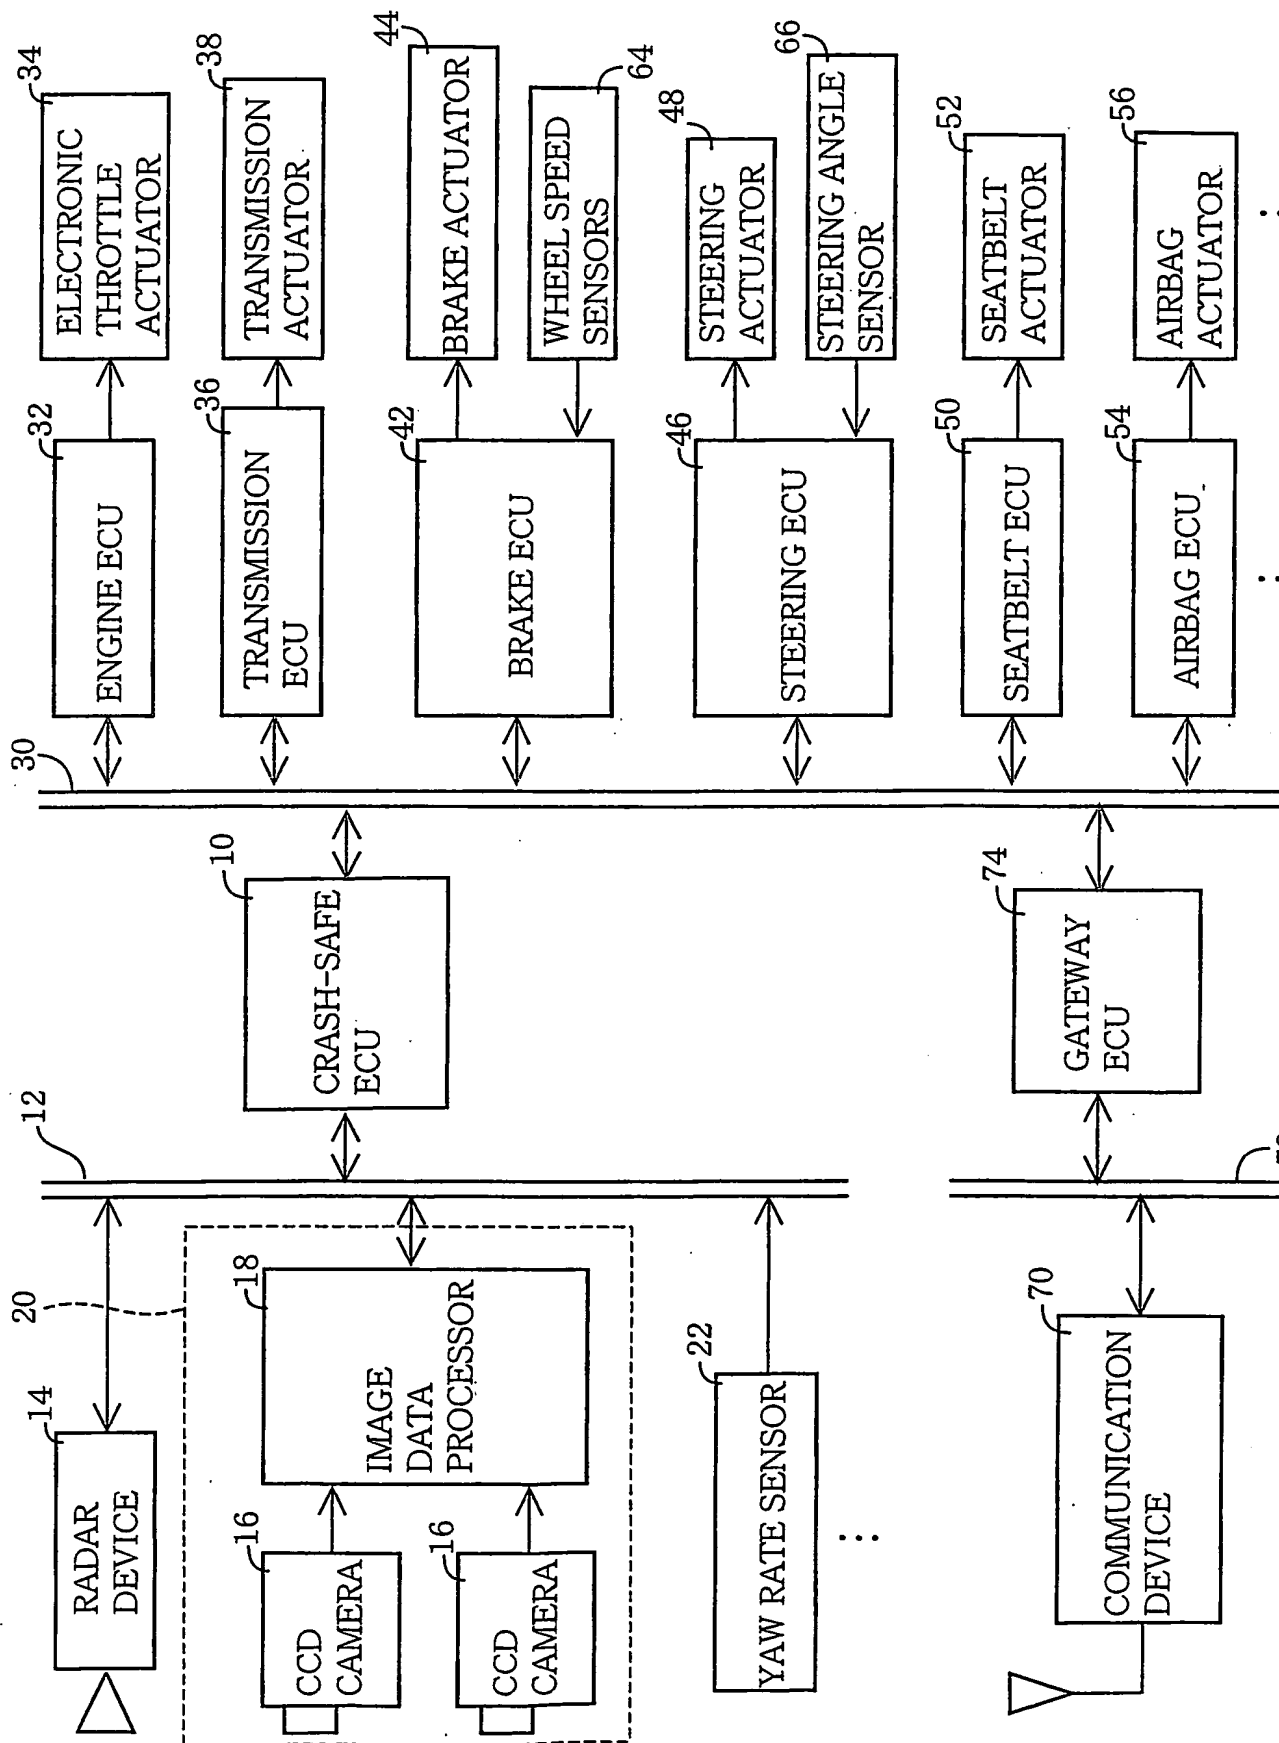 14
RADAR
DEVICE
20
16
CCD
CAMERA
16
CCD
CAMERA
18
IMAGE
DATA
PROCESSOR
22
YAW RATE SENSOR
70
COMMUNICATION
DEVICE
12
10
CRASH-SAFE
ECU
74
GATEWAY
ECU
30
32
ENGINE ECU
34
ELECTRONIC
THROTTLE
ACTUATOR
36
TRANSMISSION
ECU
38
TRANSMISSION
ACTUATOR
42
BRAKE ECU
44
BRAKE ACTUATOR
64
WHEEL SPEED
SENSORS
46
STEERING ECU
48
STEERING
ACTUATOR
66
STEERING ANGLE
SENSOR
50
SEATBELT ECU
52
SEATBELT
ACTUATOR
54
AIRBAG ECU
56
AIRBAG
ACTUATOR